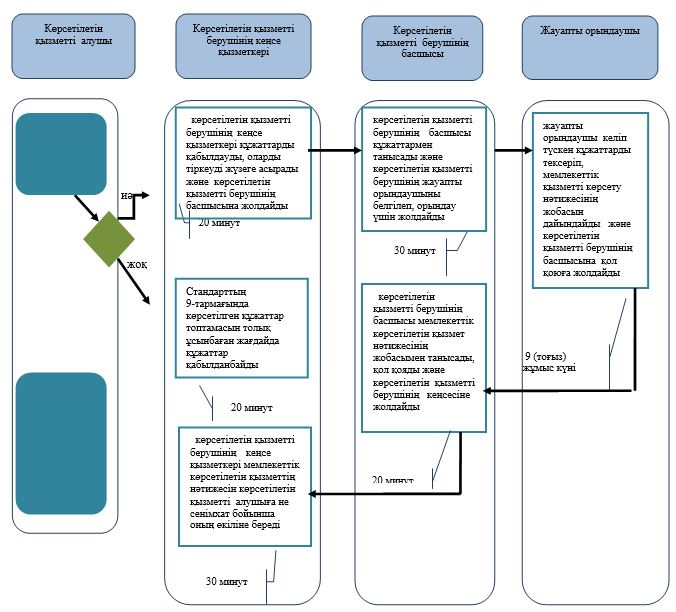 Көрсетілетін
қызметті алушы
Көрсетілетін қызметті
берушінің кеңсе
қызметкері
Көрсетілетін
қызметті берушінің
басшысы
Жауапты орындаушы
иә
жоқ
көрсетілетін қызметті
берушінің кеңсе
қызметкері құжаттарды
қабылдауды, оларды
тіркеуді жүзеге асырады
және көрсетілетін
қызметті берушінің
басшысына жолдайды
20 минут
Стандарттың
9-тармағында
көрсетілген құжаттар
топтамасын толық
ұсынбаған жағдайда
құжаттар
қабылданбайды
20 минут
көрсетілетін қызметті
берушінің кеңсе
қызметкері мемлекеттік
көрсетілетін қызметтің
нәтижесін көрсетілетін
қызметті алушыға не
сенімхат бойынша
оның өкіліне береді
30 минут
көрсетілетін қызметті
берушінің басшысы
құжаттармен
танысады және
көрсетілетін қызметті
берушінің жауапты
орындаушыны
белгілеп, орындау
үшін жолдайды
30 минут
көрсетілетін
қызметті берушінің
басшысы мемлекеттік
көрсетілетін қызмет
нәтижесінің
жобасымен танысады,
қол қояды және
көрсетілетін қызметті
берушінің кеңсесіне
жолдайды
20 минут
жауапты
орындаушы келіп
түскен құжаттарды
тексеріп,
мемлекеттік
қызметті көрсету
нәтижесінің
жобасын
дайындайды және
көрсетілетін
қызметті берушінің
басшысына қол
қоюға жолдайды
9 (тоғыз)
жұмыс күні